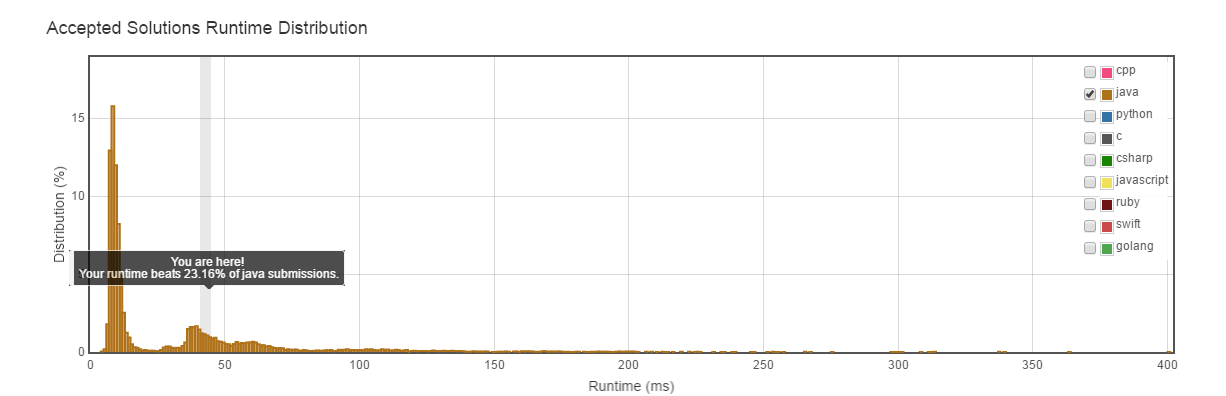 Accepted Solutions Runtime Distribution
cpp
java
python
c
csharp
javascript
ruby
swift
golang
15
10
0
Distribution (%)
You are here!
Your runtime beats 23.16% of java submissions.
0
50
100
150
200
250
300
350
400
Runtime (ms)